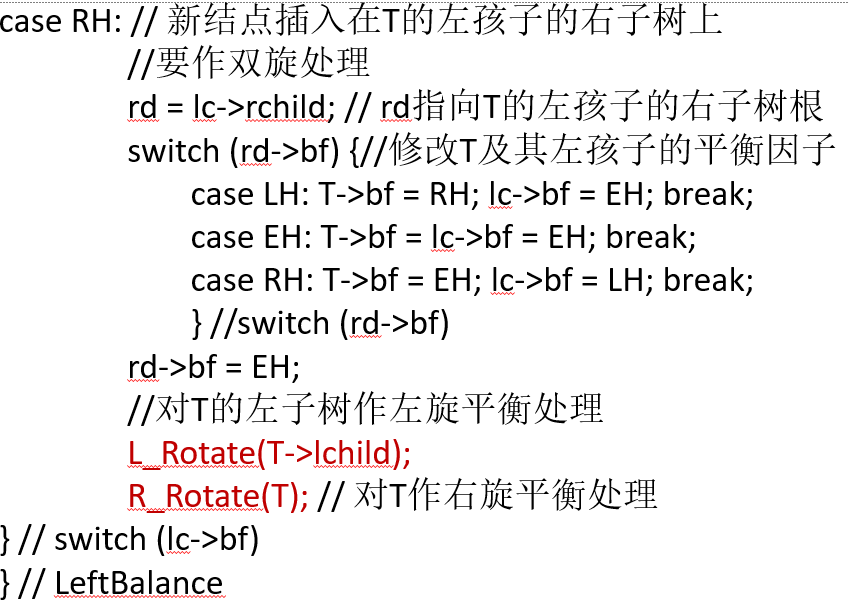 case RH: // 新结点插入在T的左孩子的右子树上
//要作双旋处理
rd = lc->rchild; // rd指向T的左孩子的右子树根
switch (rd->bf) {//修改T及其左孩子的平衡因子
case LH: T->bf = RH; lc->bf = EH; break;
case EH: T->bf = lc->bf = EH; break;
case RH: T->bf = EH; lc->bf = LH; break;
} //switch (rd->bf)
rd->bf = EH;
//对T的左子树作左旋平衡处理
L_Rotate(T->lchild);
R_Rotate(T); // 对T作右旋平衡处理
} // switch (lc->bf)
} // LeftBalance